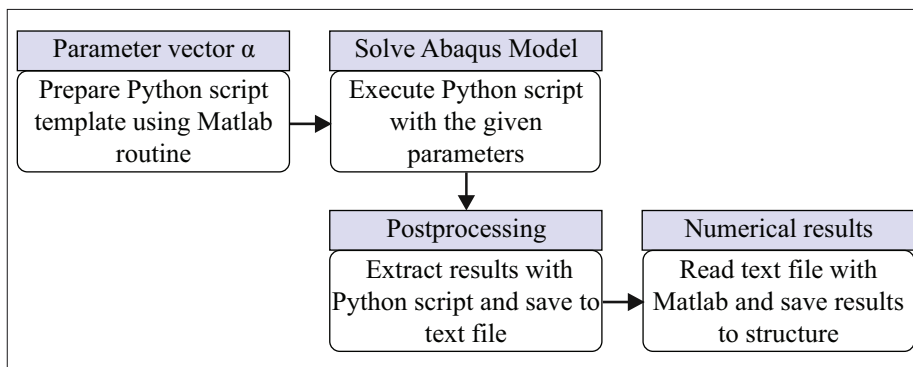 Parameter vector α
Prepare Python script
template using Matlab
routine
Solve Abaqus Model
Execute Python script
with the given
parameters
Postprocessing
Extract results with
Python script and save to
text file
Numerical results
Read text file with
Matlab and save results
to structure